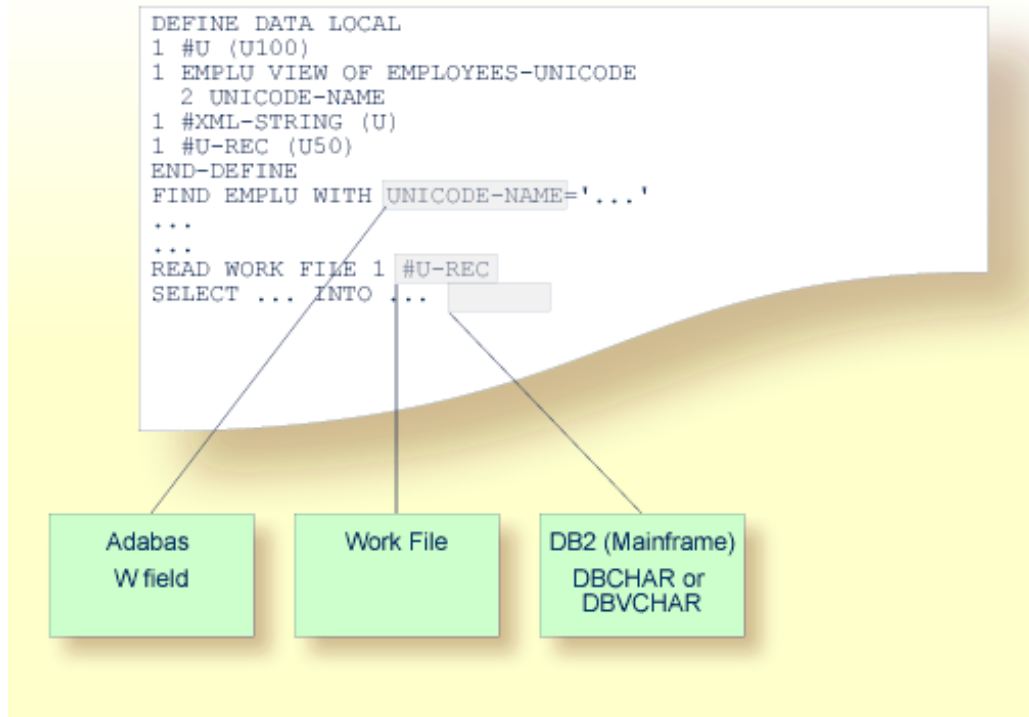 DEFINE DATA LOCAL
1 #U (U100)
1 EMPLU VIEW OF EMPLOYEES-UNICODE
2 UNICODE-NAME
1 #XML-STRING (U)
1 #U-REC (U50)
END-DEFINE
FIND EMPLU WITH UNICODE-NAME='...'
...
...
READ WORK FILE 1 #U-REC
SELECT ... INTO ...
Adabas
W field
Work File
DB2 (Mainframe)
DBCHAR or
DBVCHAR